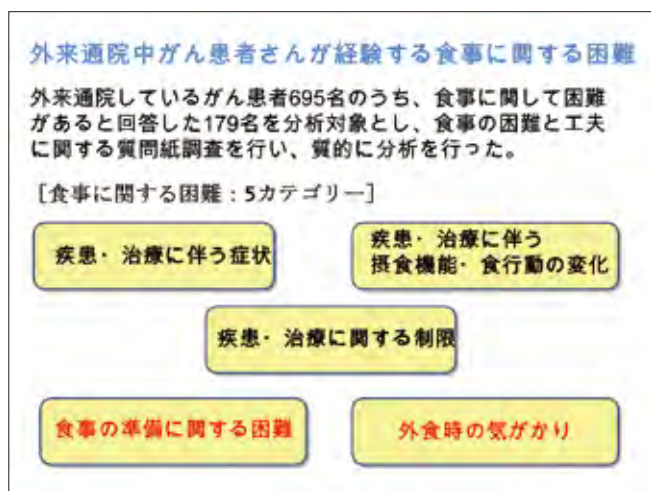 外来通院中がん患者さんが経験する食事に関する困難
外来通院しているがん患者695名のうち、食事に関して困難
があると回答した179名を分析対象とし、食事の困難と工夫
に関する質問紙調査を行い、質的に分析を行った。
［食事に関する困難：5カテゴリー］
疾患・治療に伴う症状
疾患・治療に伴う
摂食機能・食行動の変化
疾患・治療に関する制限
食事の準備に関する困難
外食時の気がかり